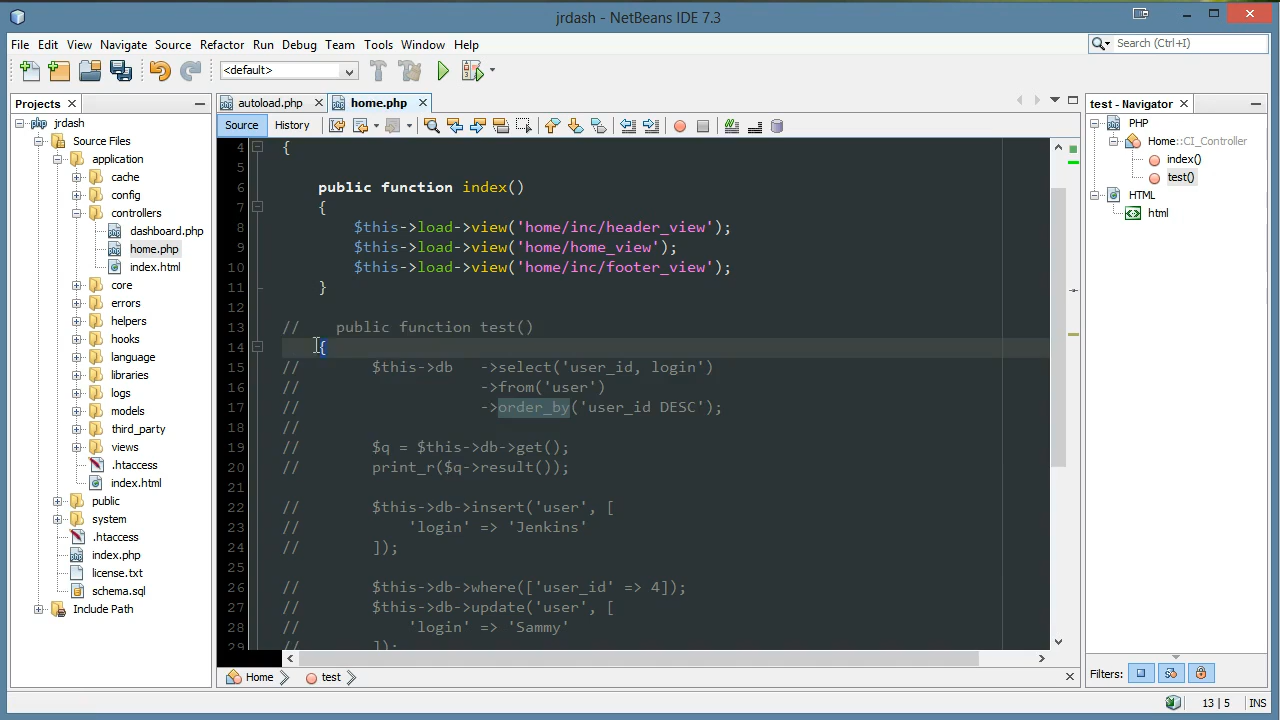 jrdash - NetBeans IDE 7.3
File Edit View Navigate Source Refactor Run Debug Team Tools Window Help
Search (Ctrl+I)
<default>
Projects
jrdash
Source Files
application
cache
config
controllers
dashboard.php
home.php
index.html
core
errors
helpers
hooks
language
libraries
logs
models
third_party
views
.htaccess
index.html
public
system
.htaccess
index.php
license.txt
schema.sql
Include Path
autoload.php home.php
Source History
4 {
5
6 public function index()
7 {
8 $this->load->view('home/inc/header_view');
9 $this->load->view('home/home_view');
10 $this->load->view('home/inc/footer_view');
11 }
12
13 // public function test()
14 {
15 // $this->db ->select('user_id, login')
16 // ->from('user')
17 // ->order_by('user_id DESC');
18 //
19 // $q = $this->db->get();
20 // print_r($q->result());
21
22 // $this->db->insert('user', [
23 // 'login' => 'Jenkins'
24 // ]);
25
26 // $this->db->where(['user_id' => 4]);
27 // $this->db->update('user', [
28 // 'login' => 'Sammy'
29 // ]);
Home test
test - Navigator
PHP
Home::CI_Controller
index()
test()
HTML
html
Filters:
13 | 5 INS